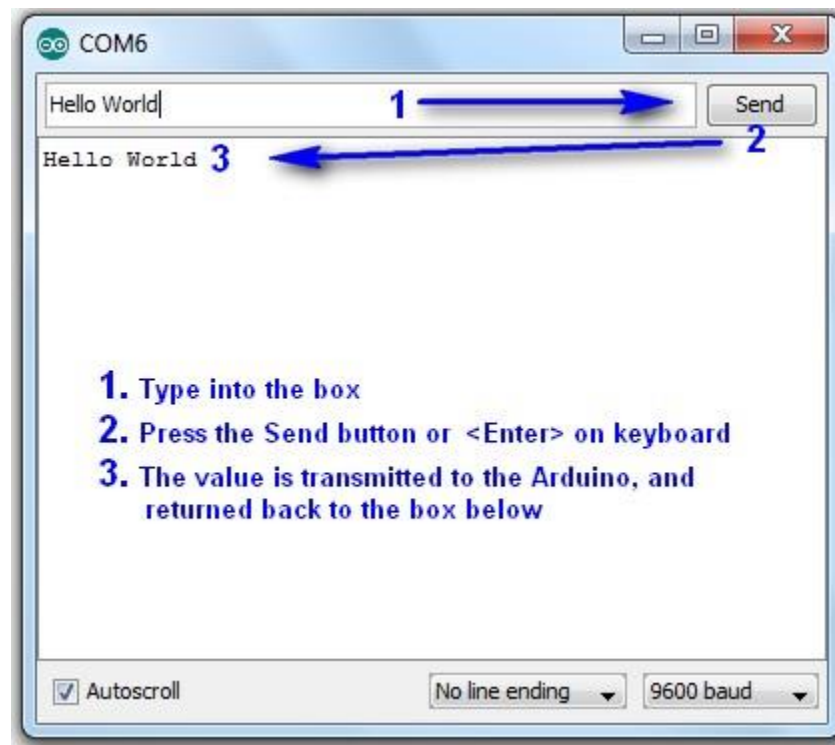 COM6
Hello World 1 Send
2
Hello World 3
1. Type into the box
2. Press the Send button or <Enter> on keyboard
3. The value is transmitted to the Arduino, and
returned back to the box below
Autoscroll No line ending 9600 baud